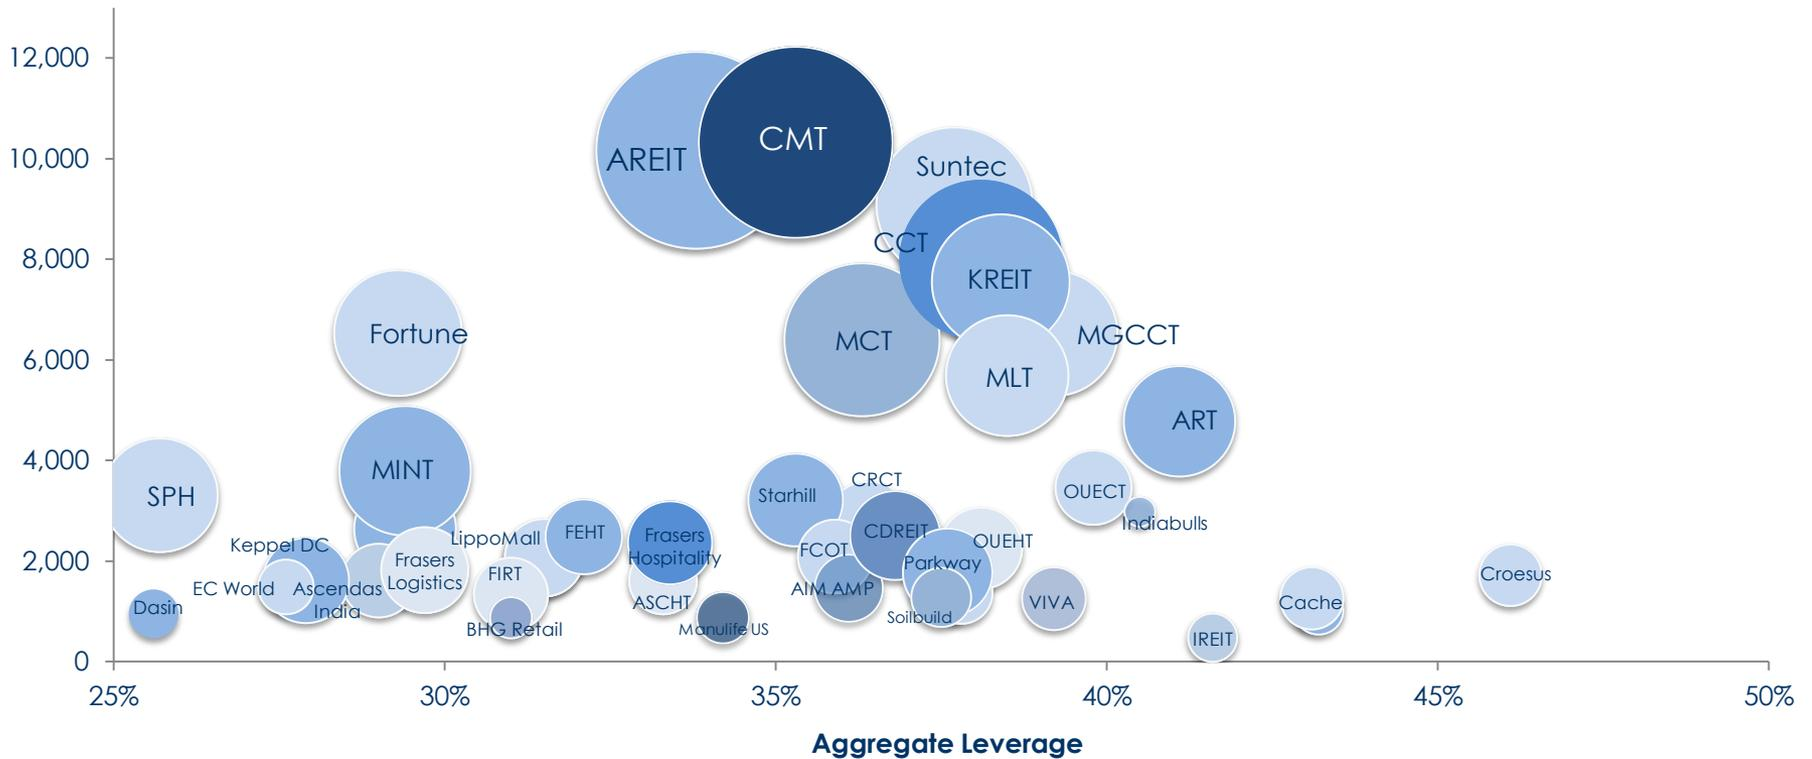 12,000
10,000
8,000
6,000
4,000
2,000
0
AREIT
CMT
Suntec
CCT
KREIT
MCT
MGCCT
Fortune
MLT
ART
MINT
SPH
Starhill
CRCT
OUECT
Indiabulls
CDREIT
OUEHT
FCOT
Parkway
AIM AMP
Soilbuild
VIVA
IREIT
Cache
Croesus
Keppel DC
LippoMall
FEHT
Frasers
Hospitality
Frasers
Logistics
FIRT
EC World
Ascendas
India
Dasin
BHG Retail
ASCHT
Manulife US
25%
30%
35%
40%
45%
50%
Aggregate Leverage